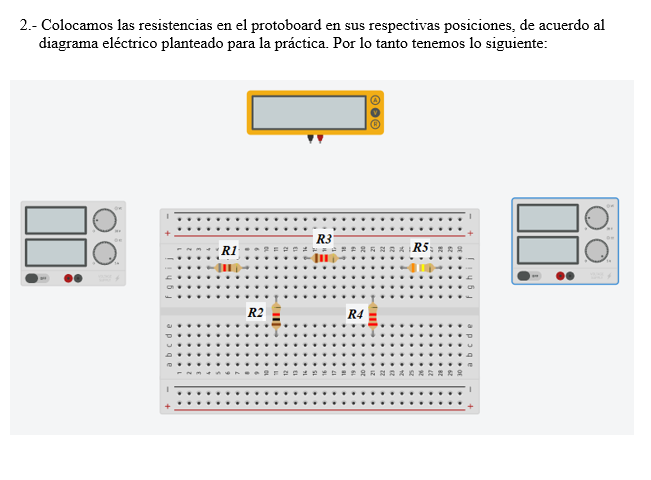 2.- Colocamos las resistencias en el protoboard en sus respectivas posiciones, de acuerdo al
diagrama eléctrico planteado para la práctica. Por lo tanto tenemos lo siguiente:
R1
R3
R5
R2
R4